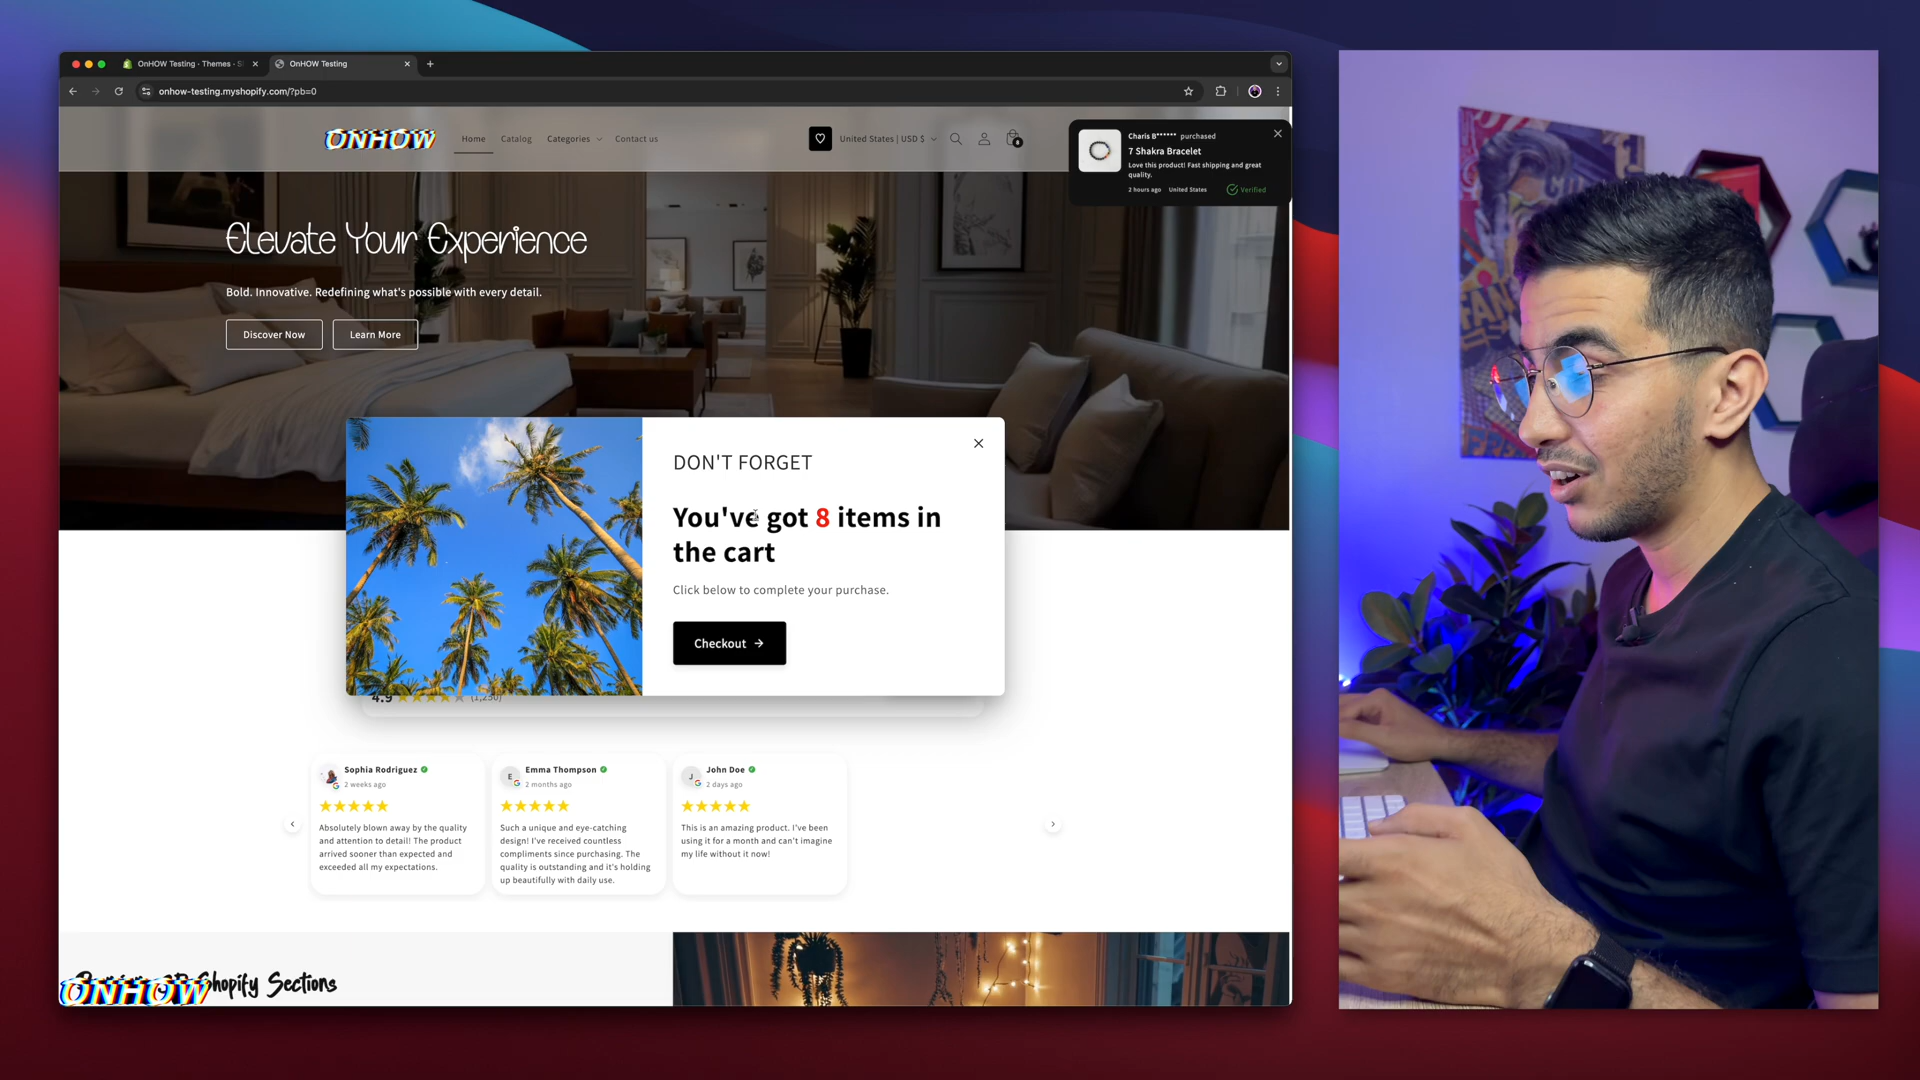 OnHOW Testing · Themes · S
OnHOW Testing
onhow-testing.myshopify.com/?pb=0
ONHOW
Home
Catalog
Categories
Contact us
United States | USD $
8
Charis B****** purchased
7 Shakra Bracelet
Love this product! Fast shipping and great
quality.
2 hours ago
United States
Verified
Elevate Your Experience
Bold. Innovative. Redefining what's possible with every detail.
Discover Now
Learn More
DON'T FORGET
You've got 8 items in
the cart
Click below to complete your purchase.
Checkout →
4.9
(1,250)
Sophia Rodriguez
2 weeks ago
Absolutely blown away by the quality
and attention to detail! The product
arrived sooner than expected and
exceeded all my expectations.
E
Emma Thompson
2 months ago
Such a unique and eye-catching
design! I've received countless
compliments since purchasing. The
quality is outstanding and it's holding
up beautifully with daily use.
J
John Doe
2 days ago
This is an amazing product. I've been
using it for a month and can't imagine
my life without it now!
Shopify Sections
ONHOW